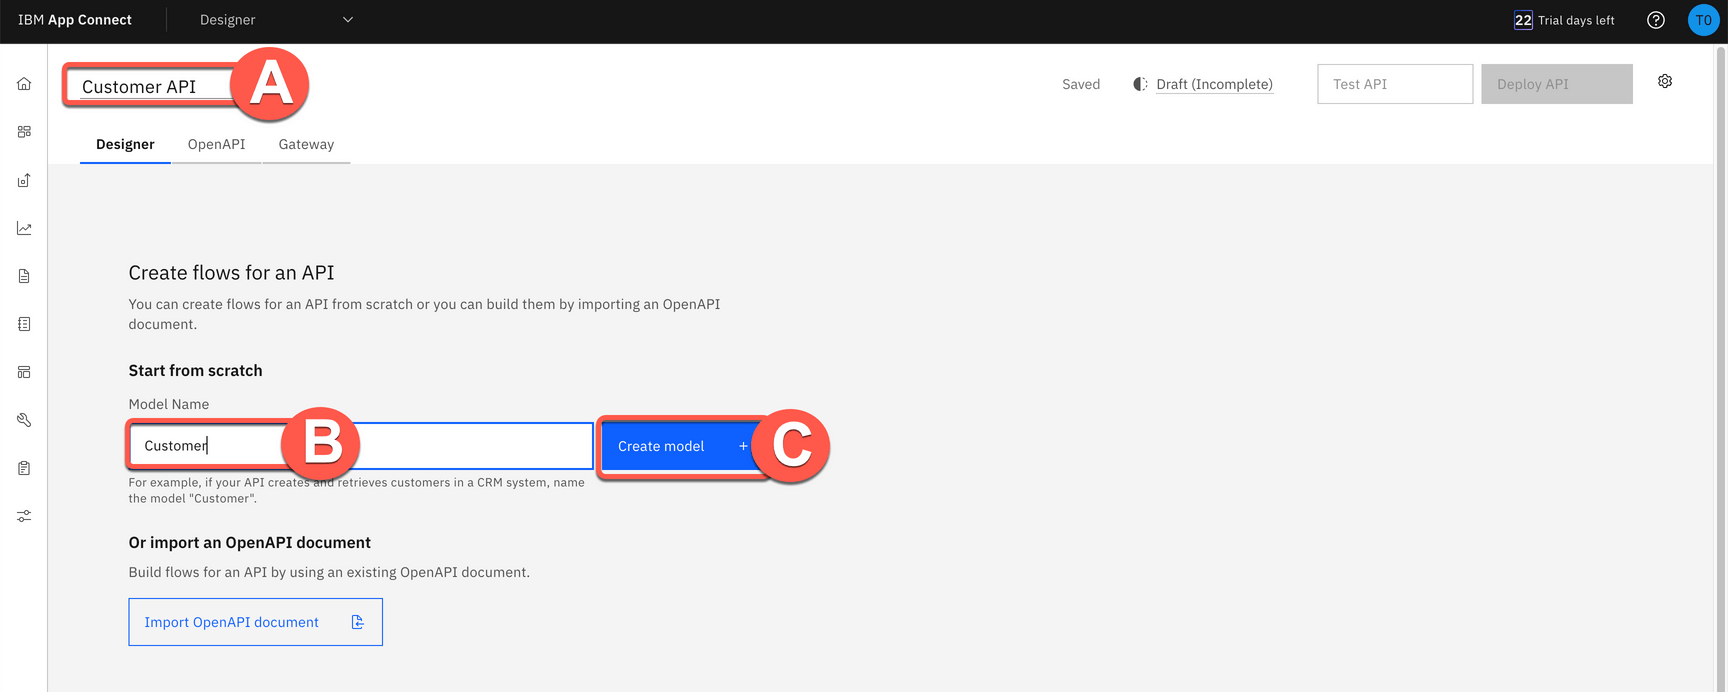 IBM App Connect
Designer
22 Trial days left
TO
Customer API
A
Saved
Draft (Incomplete)
Test API
Deploy API
Designer
OpenAPI
Gateway
Create flows for an API
You can create flows for an API from scratch or you can build them by importing an OpenAPI
document.
Start from scratch
Model Name
Customer
B
Create model +
C
For example, if your API creates and retrieves customers in a CRM system, name
the model "Customer".
Or import an OpenAPI document
Build flows for an API by using an existing OpenAPI document.
Import OpenAPI document